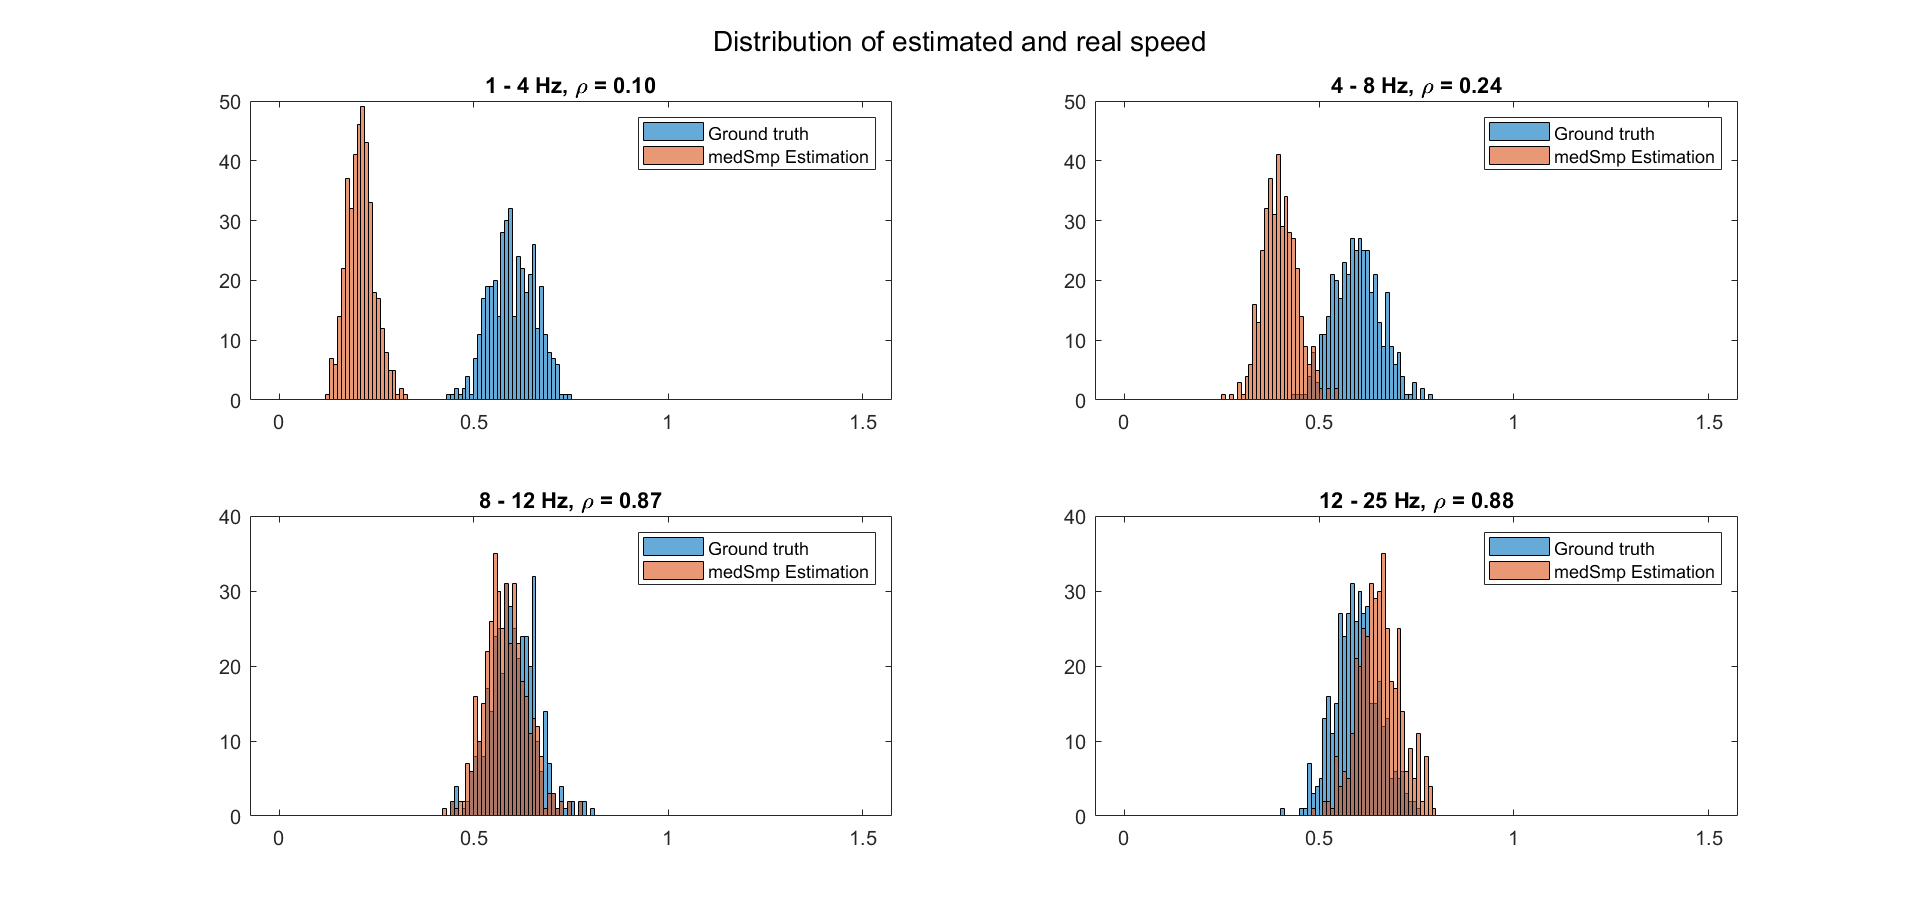 Distribution of estimated and real speed
1 - 4 Hz, ρ = 0.10
50
40
30
20
10
0
0 0.5 1 1.5
Ground truth
medSmp Estimation
4 - 8 Hz, ρ = 0.24
50
40
30
20
10
0
0 0.5 1 1.5
Ground truth
medSmp Estimation
8 - 12 Hz, ρ = 0.87
40
30
20
10
0
0 0.5 1 1.5
Ground truth
medSmp Estimation
12 - 25 Hz, ρ = 0.88
40
30
20
10
0
0 0.5 1 1.5
Ground truth
medSmp Estimation